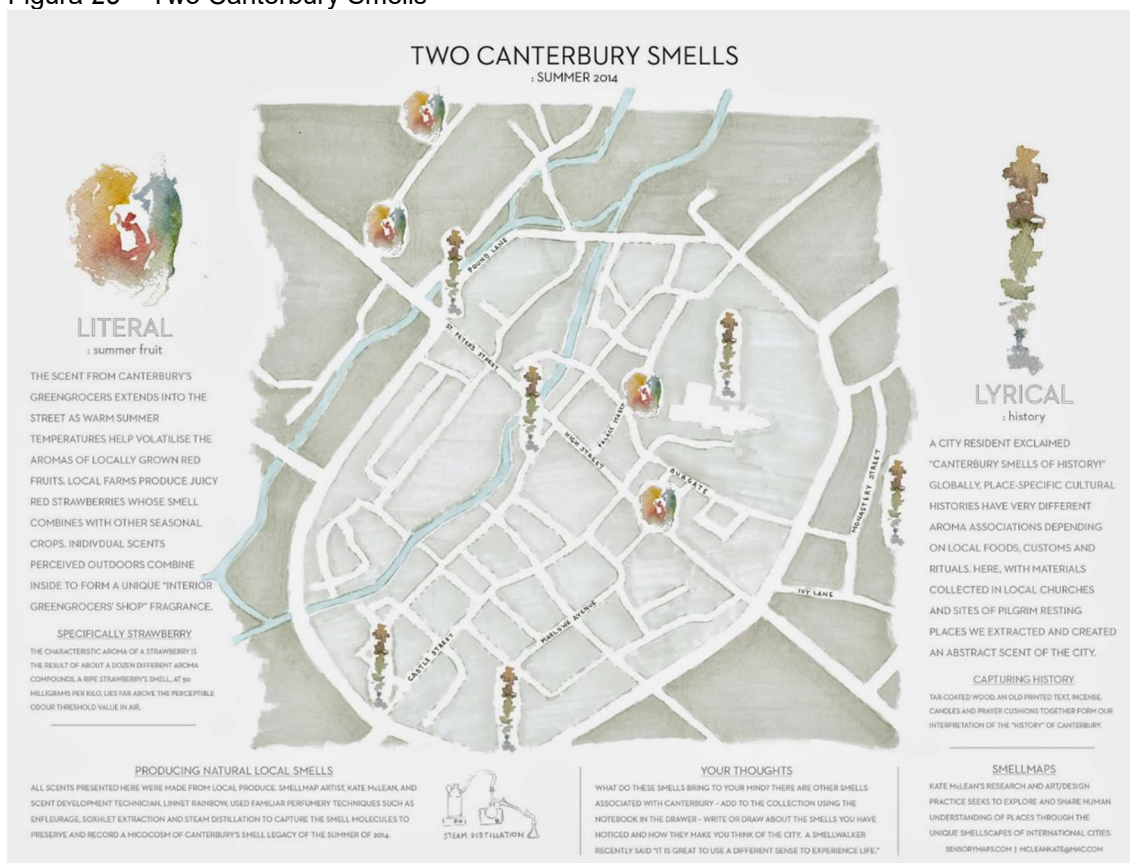 Figura 26 – Two Canterbury Smells
TWO CANTERBURY SMELLS
: SUMMER 2014
LITERAL
: summer fruit
THE SCENT FROM CANTERBURY'S
GREENGROCERS EXTENDS INTO THE
STREET AS WARM SUMMER
TEMPERATURES HELP VOLATILISE THE
AROMAS OF LOCALLY GROWN RED
FRUITS. LOCAL FARMS PRODUCE JUICY
RED STRAWBERRIES WHOSE SMELL
COMBINES WITH OTHER SEASONAL
CROPS. INIDIVDUAL SCENTS
PERCEIVED OUTDOORS COMBINE
INSIDE TO FORM A UNIQUE "INTERIOR
GREENGROCERS' SHOP" FRAGRANCE.
SPECIFICALLY STRAWBERRY
THE CHARACTERISTIC AROMA OF A STRAWBERRY IS
THE RESULT OF ABOUT A DOZEN DIFFERENT AROMA
COMPOUNDS. A RIPE STRAWBERRY'S SMELL, AT 50
MILLIGRAMS PER KILO, LIES FAR ABOVE THE PERCEPTIBLE
ODOUR THRESHOLD VALUE IN AIR.
POUND LANE
ST. PETER'S STREET
HIGH STREET
PALACE STREET
BURGATE
MONASTERY STREET
IVY LANE
MARLOWE AVENUE
CASTLE STREET
LYRICAL
: history
A CITY RESIDENT EXCLAIMED
"CANTERBURY SMELLS OF HISTORY!"
GLOBALLY, PLACE-SPECIFIC CULTURAL
HISTORIES HAVE VERY DIFFERENT
AROMA ASSOCIATIONS DEPENDING
ON LOCAL FOODS, CUSTOMS AND
RITUALS. HERE, WITH MATERIALS
COLLECTED IN LOCAL CHURCHES
AND SITES OF PILGRIM RESTING
PLACES WE EXTRACTED AND CREATED
AN ABSTRACT SCENT OF THE CITY.
CAPTURING HISTORY
TAR-COATED WOOD, AN OLD PRINTED TEXT, INCENSE,
CANDLES AND PRAYER CUSHIONS TOGETHER FORM OUR
INTERPRETATION OF THE "HISTORY" OF CANTERBURY.
PRODUCING NATURAL LOCAL SMELLS
ALL SCENTS PRESENTED HERE WERE MADE FROM LOCAL PRODUCE. SMELLMAP ARTIST, KATE McLEAN, AND
SCENT DEVELOPMENT TECHNICIAN, LINNET RAINBOW, USED FAMILIAR PERFUMERY TECHNIQUES SUCH AS
ENFLEURAGE, SOXHLET EXTRACTION AND STEAM DISTILLATION TO CAPTURE THE SMELL MOLECULES TO
PRESERVE AND RECORD A MICOCOSM OF CANTERBURY'S SMELL LEGACY OF THE SUMMER OF 2014.
STEAM DISTILLATION
YOUR THOUGHTS
WHAT DO THESE SMELLS BRING TO YOUR MIND? THERE ARE OTHER SMELLS
ASSOCIATED WITH CANTERBURY - ADD TO THE COLLECTION USING THE
NOTEBOOK IN THE DRAWER - WRITE OR DRAW ABOUT THE SMELLS YOU HAVE
NOTICED AND HOW THEY MAKE YOU THINK OF THE CITY. A SMELLWALKER
RECENTLY SAID "IT IS GREAT TO USE A DIFFERENT SENSE TO EXPERIENCE LIFE."
SMELLMAPS
KATE McLEAN'S RESEARCH AND ART/DESIGN
PRACTICE SEEKS TO EXPLORE AND SHARE HUMAN
UNDERSTANDING OF PLACES THROUGH THE
UNIQUE SMELLSCAPES OF INTERNATIONAL CITIES.
SENSORYMAPS.COM | MCLEANKATE@MAC.COM